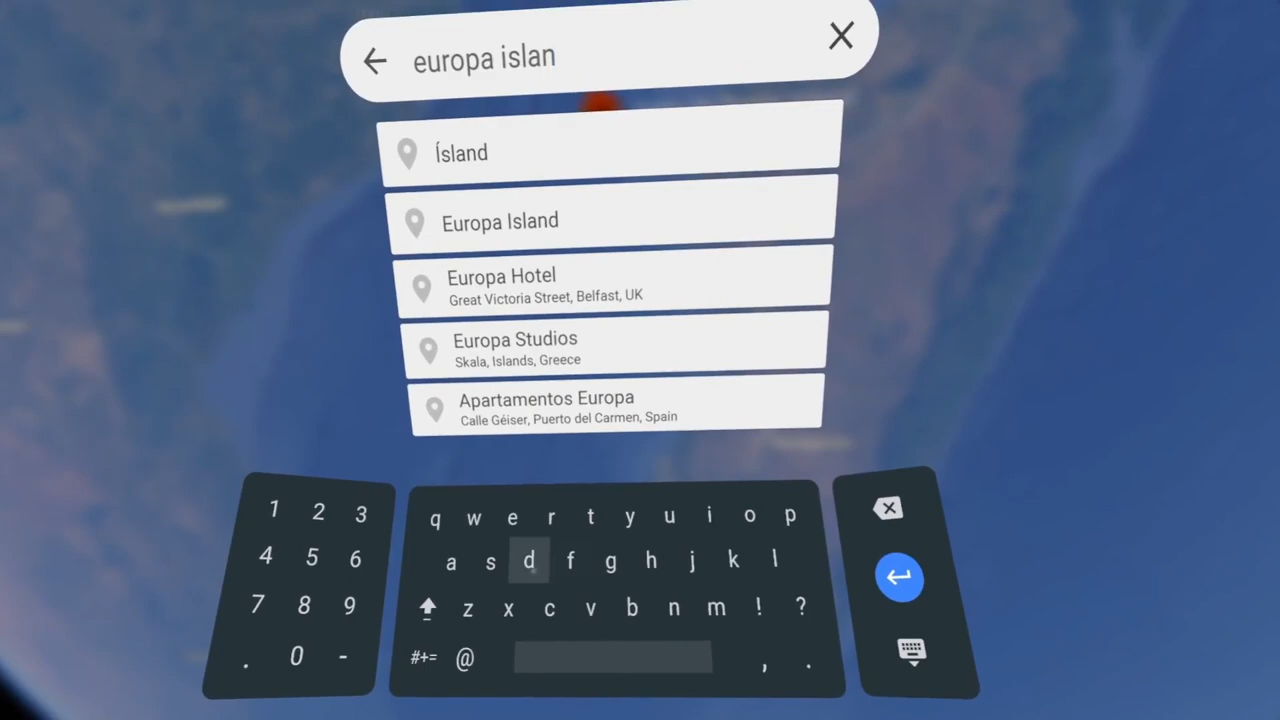 europa islan
Ísland
Europa Island
Europa Hotel
Great Victoria Street, Belfast, UK
Europa Studios
Skala, Islands, Greece
Apartamentos Europa
Calle Géiser, Puerto del Carmen, Spain
1 2 3
4 5 6
7 8 9
. 0 -
q w e r t y u i o p
a s d f g h j k l
z x c v b n m ! ?
#+= @ , .